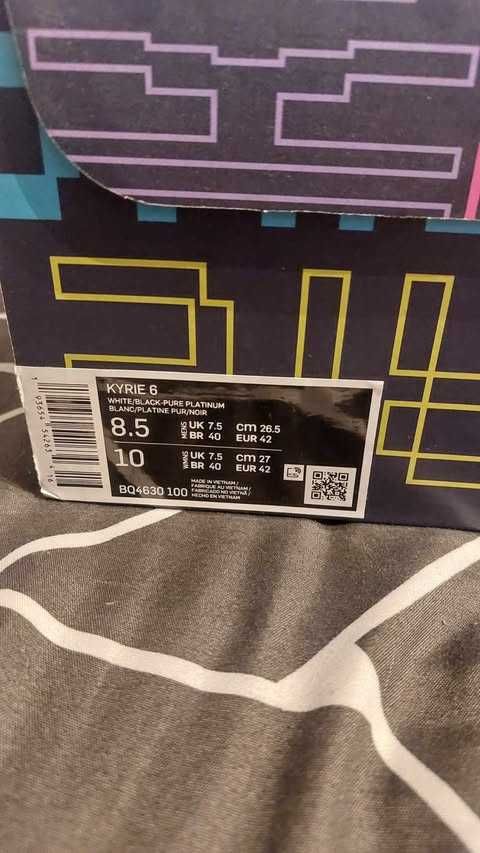 KYRIE 6
WHITE/BLACK-PURE PLATINUM
BLANC/PLATINE PUR/NOIR
8.5 MENS UK 7.5 cm 26.5
BR 40 EUR 42
10 WMNS UK 7.5 cm 27
BR 40 EUR 42
BQ4630 100
MADE IN VIETNAM /
FABRIQUE AU VIETNAM /
FABRICADO NO VIETNÃ /
HECHO EN VIETNAM